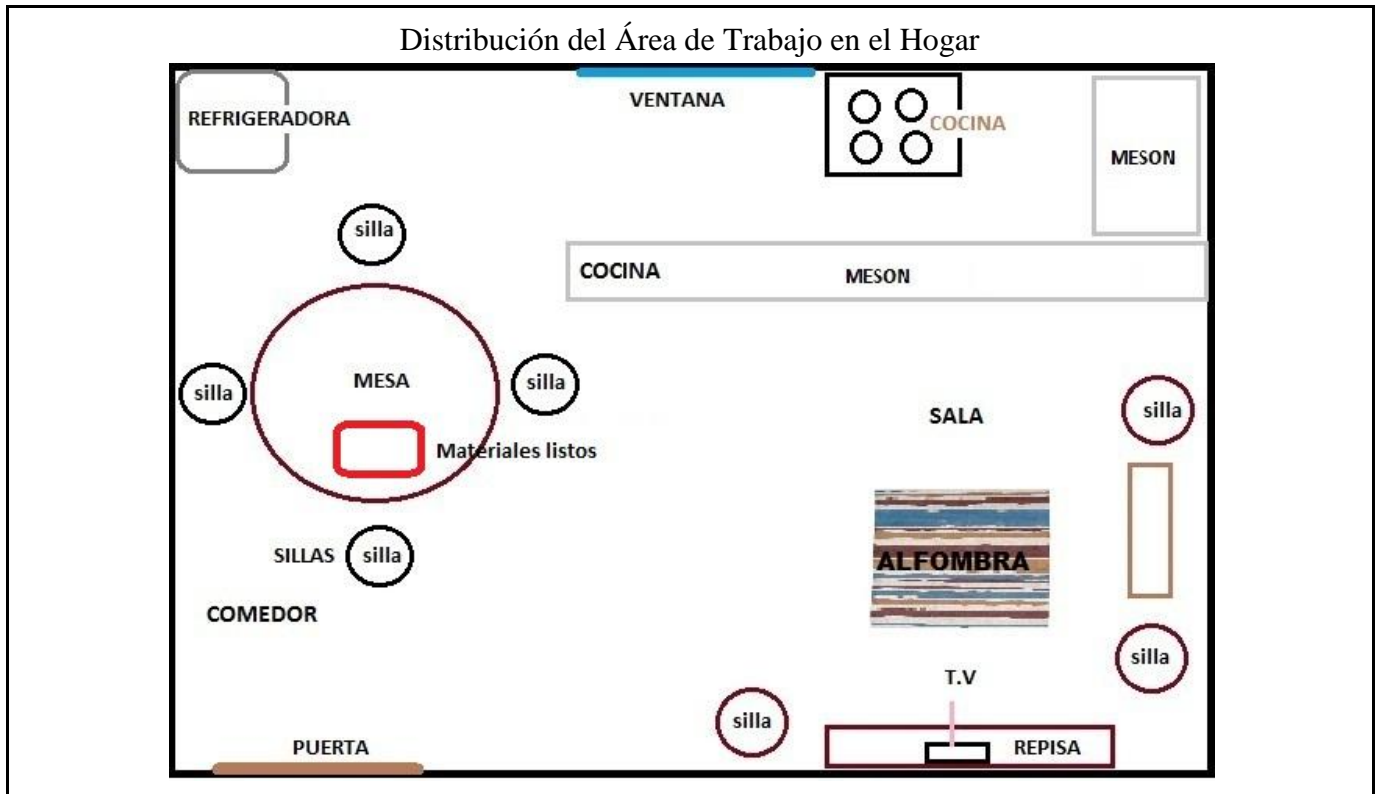 Distribución del Área de Trabajo en el Hogar
VENTANA
REFRIGERADORA
COCINA
MESON
silla
COCINA
MESON
MESA
silla
silla
silla
SALA
Materiales listos
SILLAS
silla
ALFOMBRA
COMEDOR
silla
T.V
silla
PUERTA
REPISA